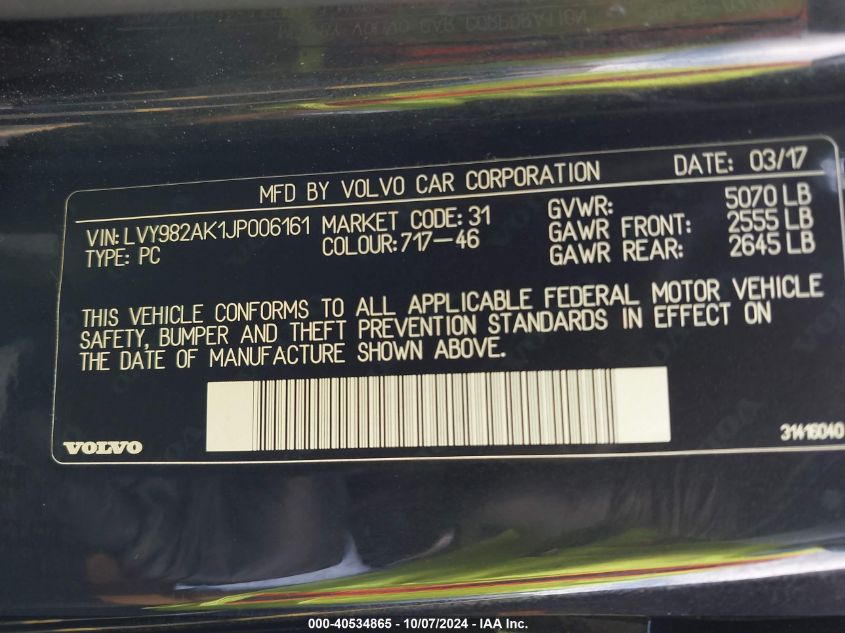 MFD BY VOLVO CAR CORPORATION DATE: 03/17
VIN: LVY982AK1JP006161 MARKET CODE: 31 GVWR: 5070 LB
TYPE: PC COLOUR: 717-46 GAWR FRONT: 2555 LB
GAWR REAR: 2645 LB
THIS VEHICLE CONFORMS TO ALL APPLICABLE FEDERAL MOTOR VEHICLE
SAFETY, BUMPER AND THEFT PREVENTION STANDARDS IN EFFECT ON
THE DATE OF MANUFACTURE SHOWN ABOVE.
VOLVO 31416040
000-40534865 - 10/07/2024 - IAA Inc.